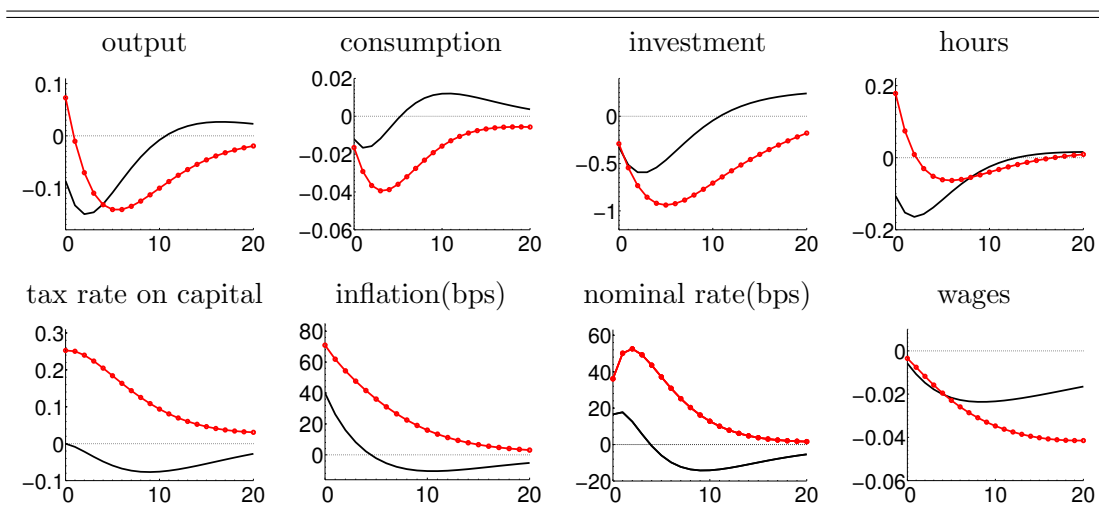 output consumption investment hours
0.1 0 −0.1 0 10 20
0.02 0 −0.02 −0.04 −0.06 0 10 20
0 −0.5 −1 0 10 20
0.2 0 −0.2 0 10 20
tax rate on capital inflation(bps) nominal rate(bps) wages
0.3 0.2 0.1 0 −0.1 0 10 20
80 60 40 20 0 0 10 20
60 40 20 0 −20 0 10 20
0 −0.02 −0.04 −0.06 0 10 20